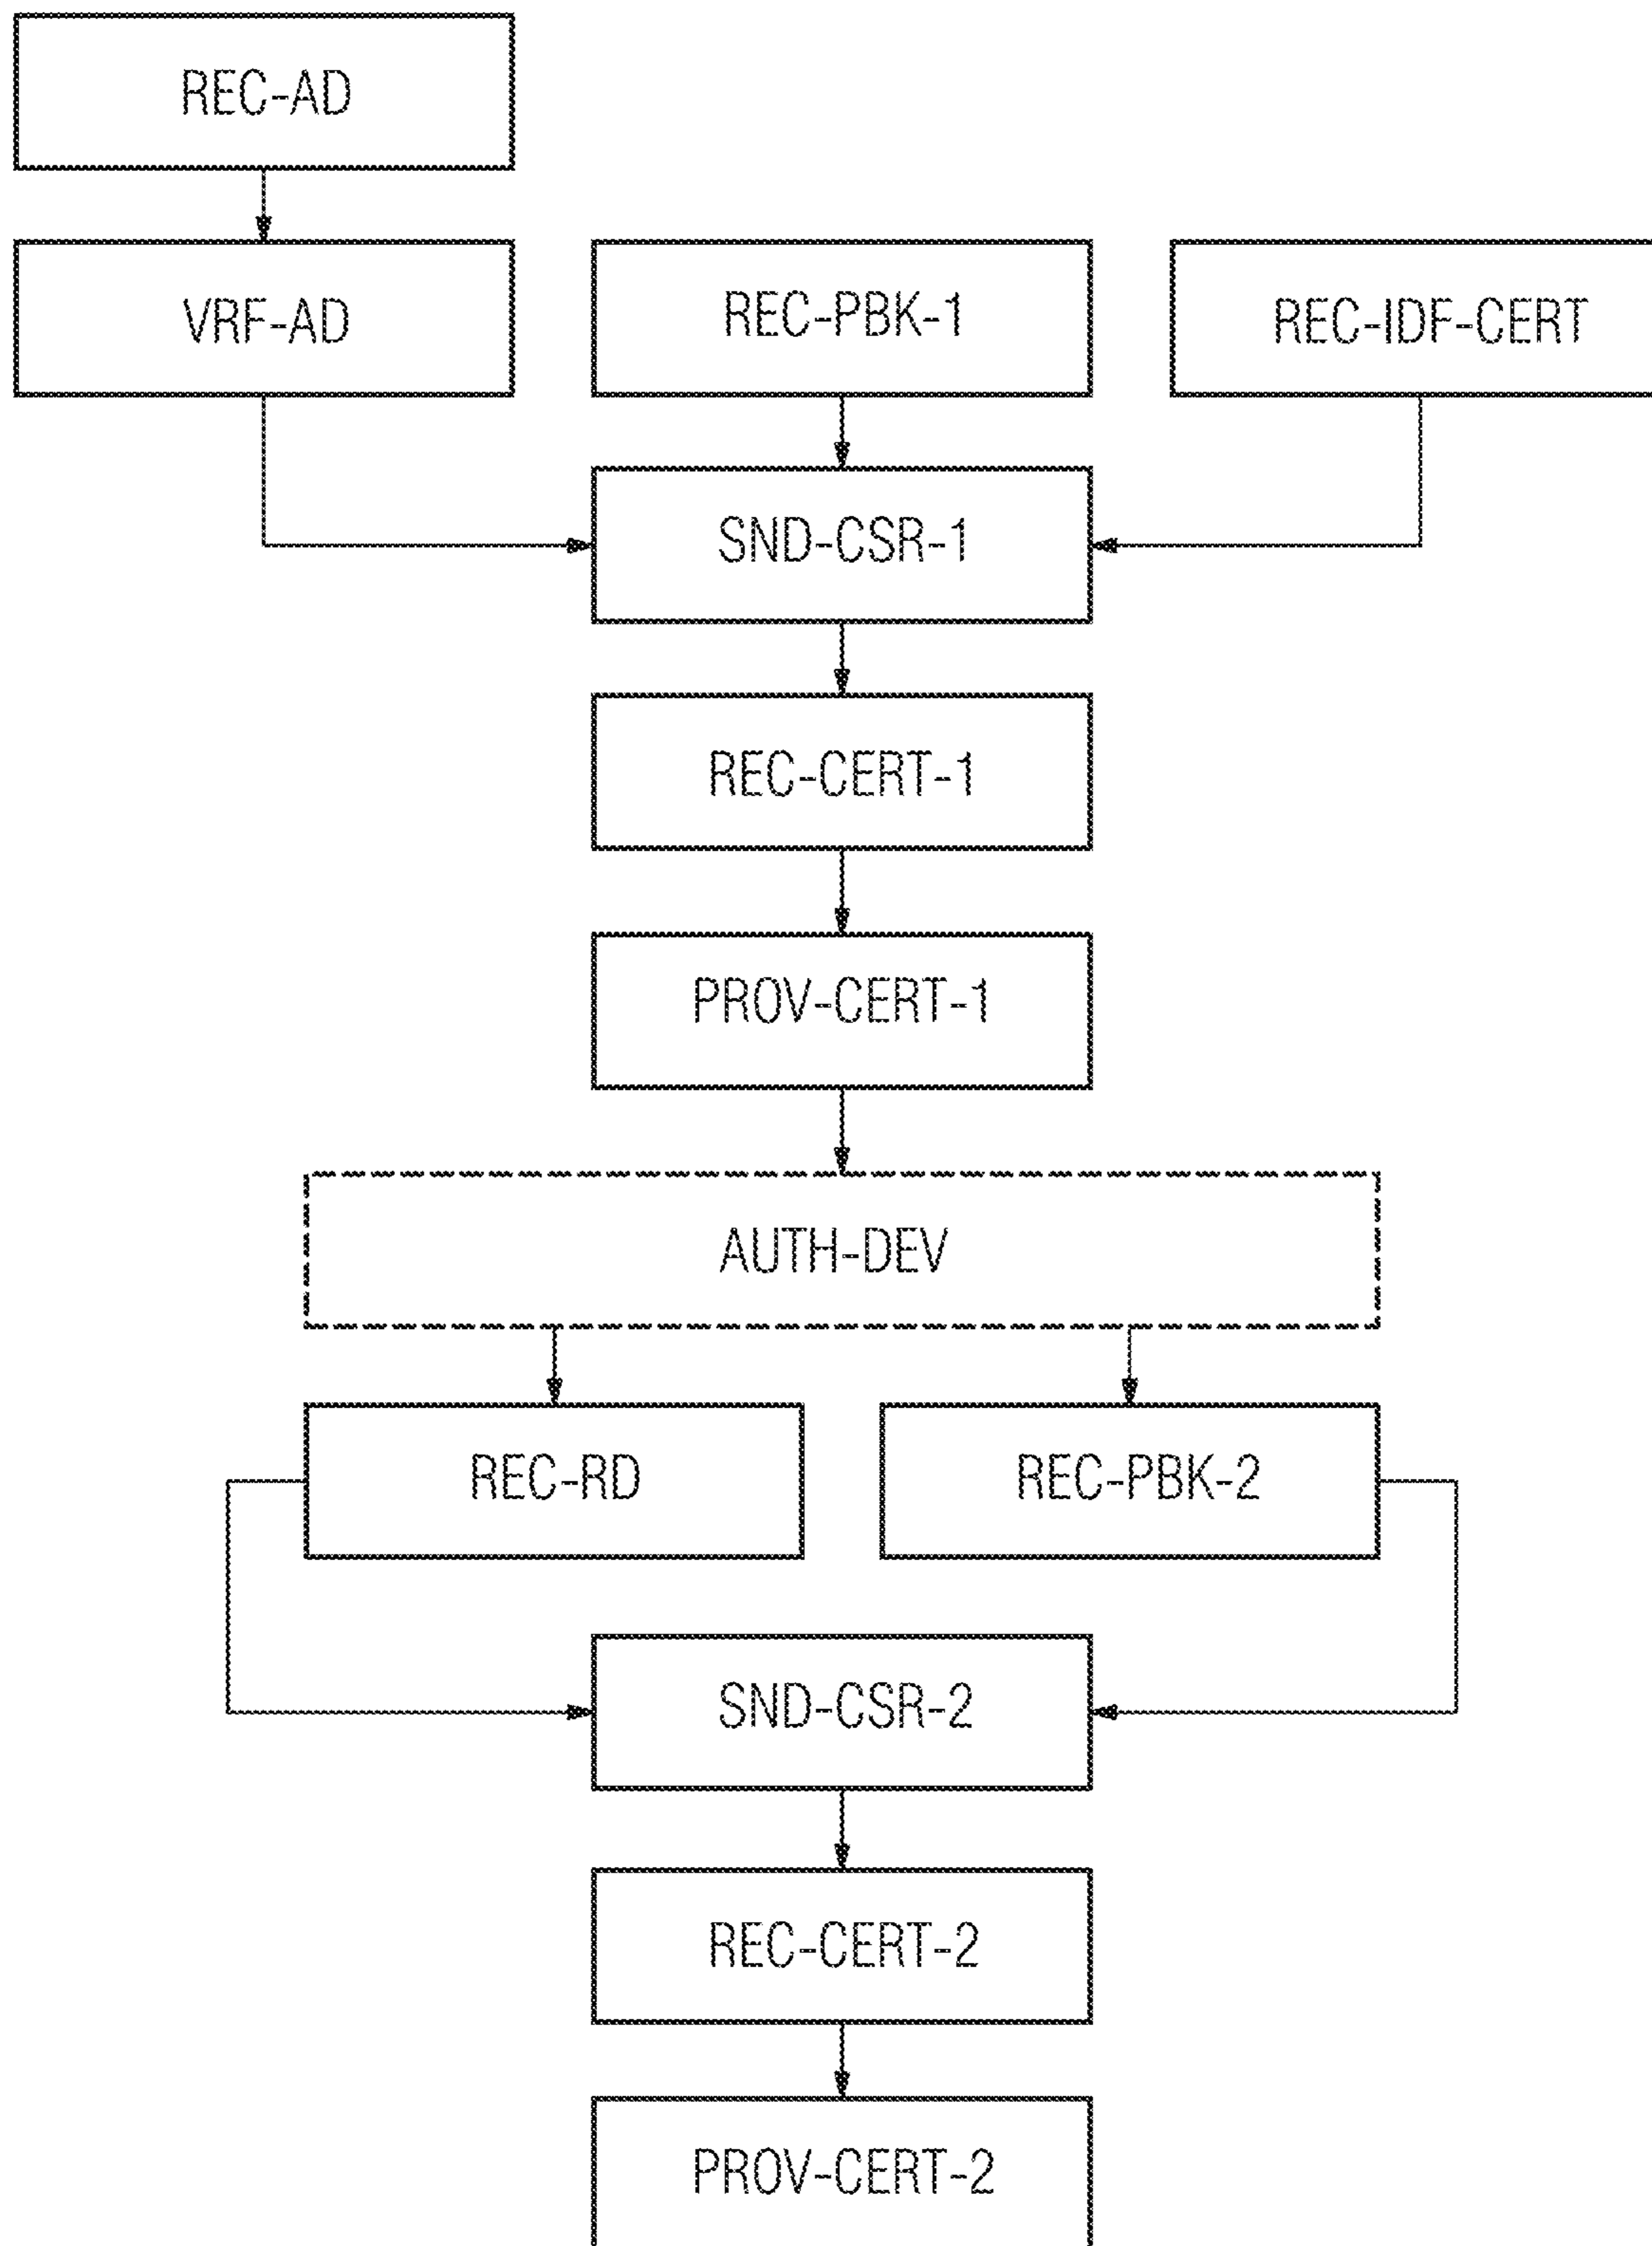 REC-AD
VRF-AD
REC-PBK-1
REC-IDF-CERT
SND-CSR-1
REC-CERT-1
PROV-CERT-1
AUTH-DEV
REC-RD
REC-PBK-2
SND-CSR-2
REC-CERT-2
PROV-CERT-2